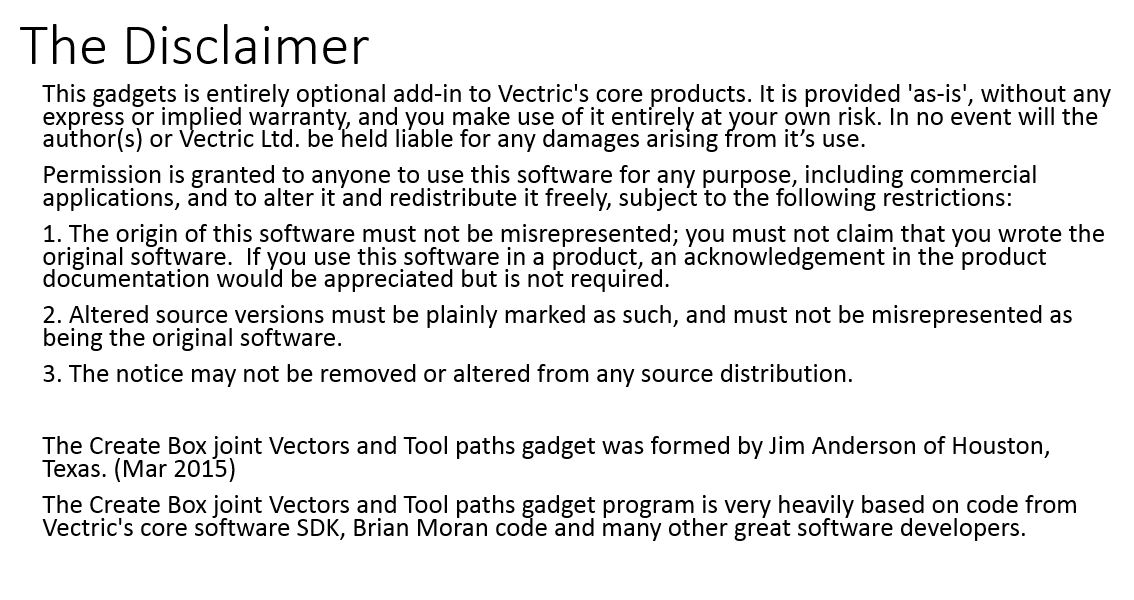 The Disclaimer
This gadgets is entirely optional add-in to Vectric's core products. It is provided 'as-is', without any
express or implied warranty, and you make use of it entirely at your own risk. In no event will the
author(s) or Vectric Ltd. be held liable for any damages arising from it’s use.
Permission is granted to anyone to use this software for any purpose, including commercial
applications, and to alter it and redistribute it freely, subject to the following restrictions:
1. The origin of this software must not be misrepresented; you must not claim that you wrote the
original software.  If you use this software in a product, an acknowledgement in the product
documentation would be appreciated but is not required.
2. Altered source versions must be plainly marked as such, and must not be misrepresented as
being the original software.
3. The notice may not be removed or altered from any source distribution.
The Create Box joint Vectors and Tool paths gadget was formed by Jim Anderson of Houston,
Texas. (Mar 2015)
The Create Box joint Vectors and Tool paths gadget program is very heavily based on code from
Vectric's core software SDK, Brian Moran code and many other great software developers.